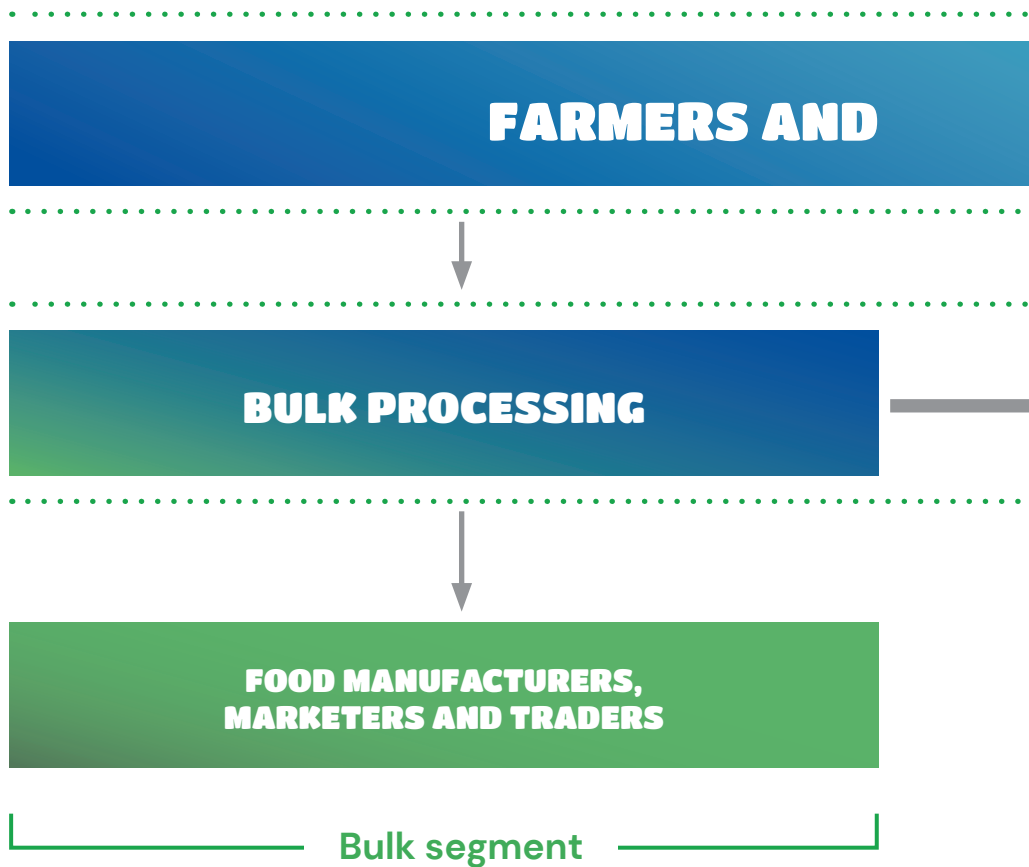 FARMERS AND
BULK PROCESSING
FOOD MANUFACTURERS,
MARKETERS AND TRADERS
Bulk segment